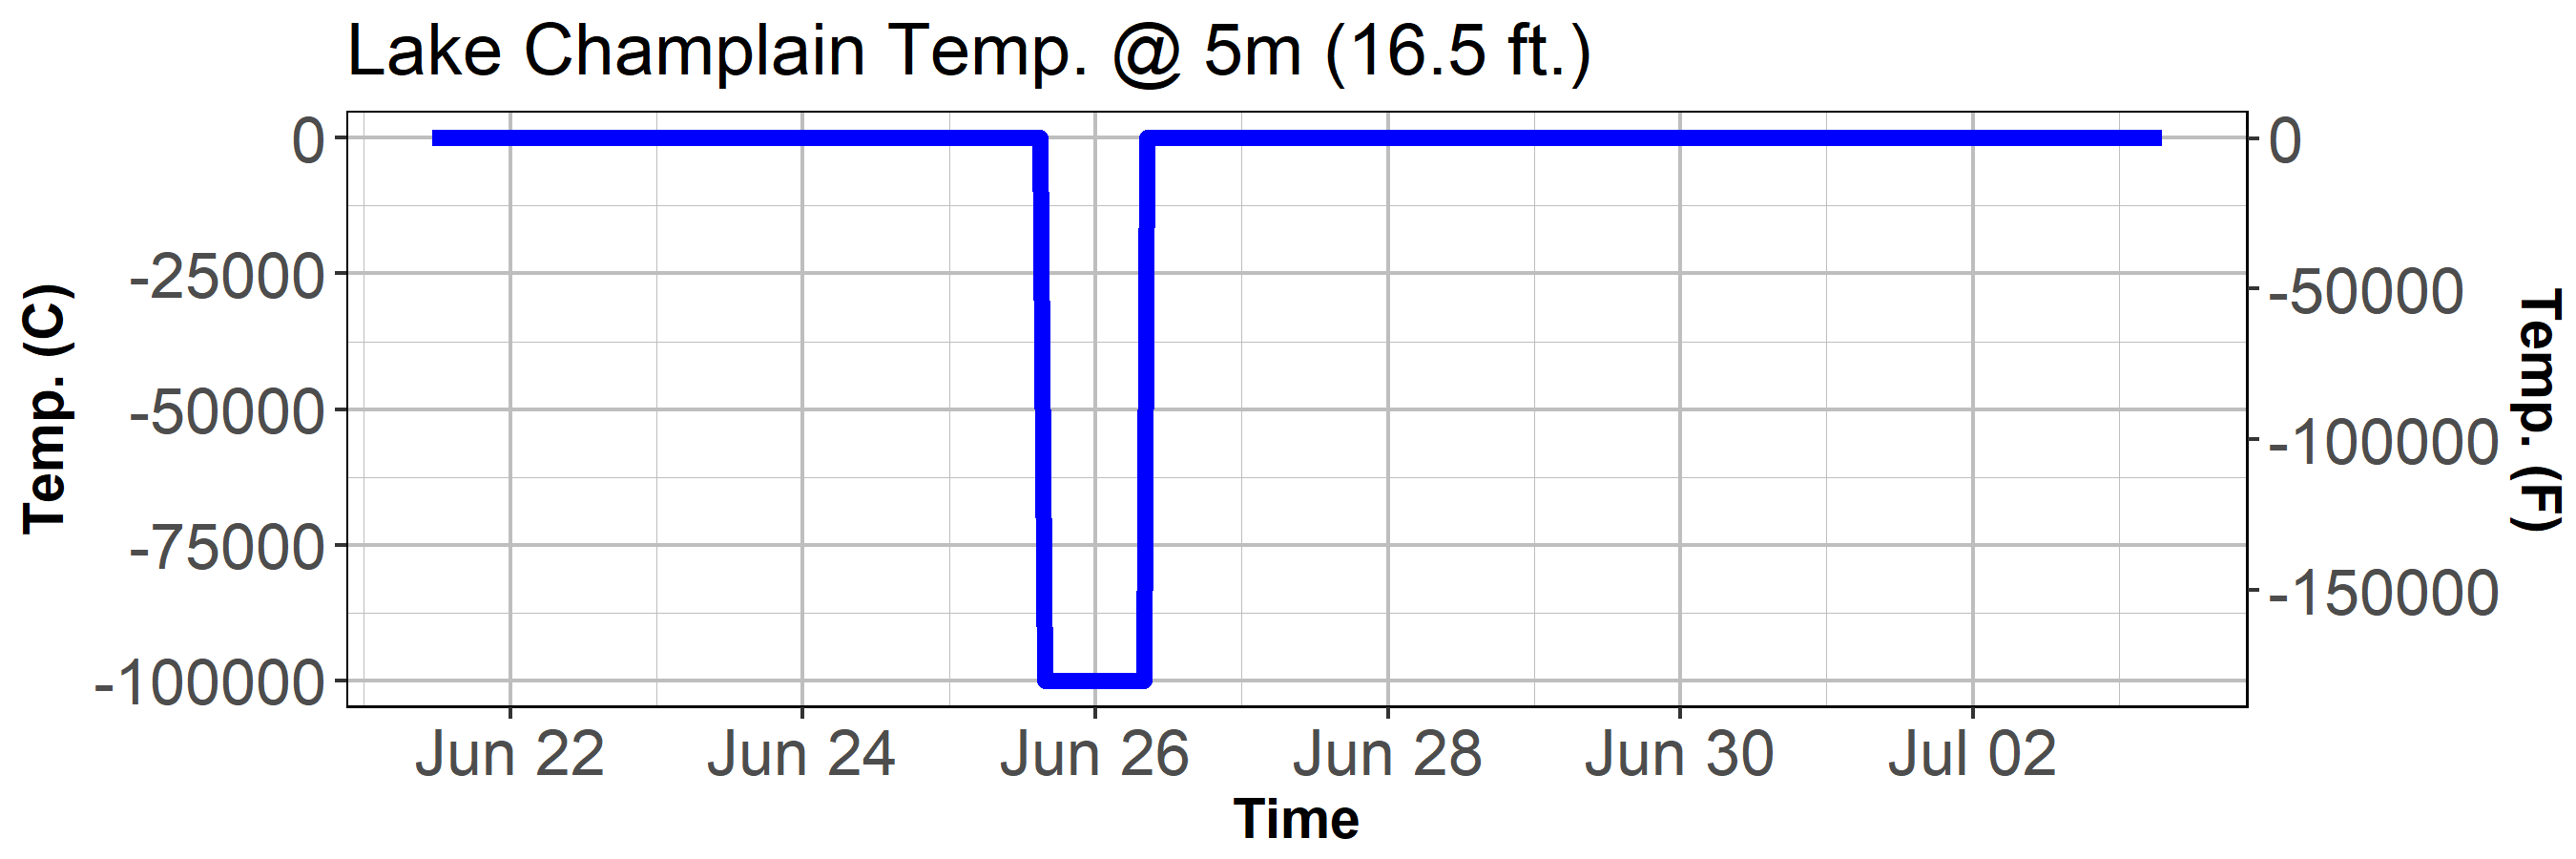 Lake Champlain Temp. @ 5m (16.5 ft.)
Temp. (C)
0
-25000
-50000
-75000
-100000
0
-50000
-100000
-150000
Temp. (F)
Jun 22 Jun 24 Jun 26 Jun 28 Jun 30 Jul 02
Time